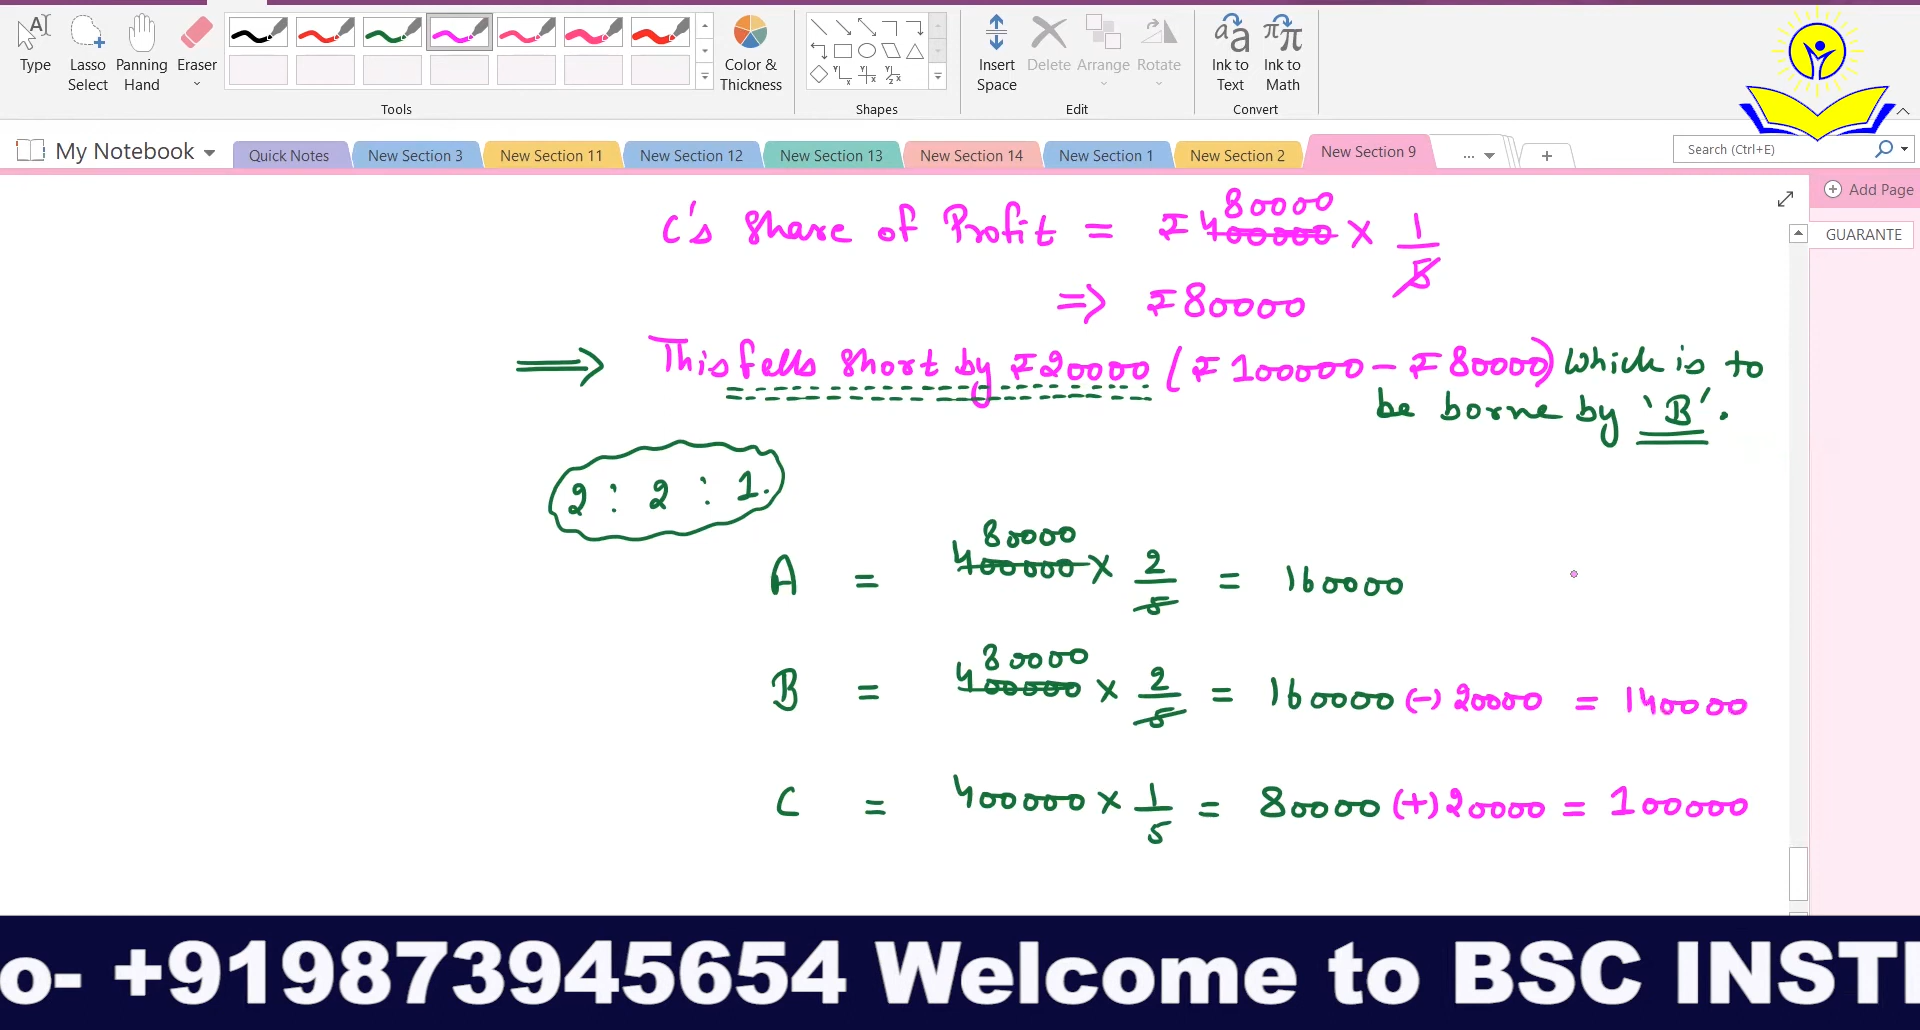 Type
Lasso Select
Panning Hand
Eraser
Color & Thickness
Insert Space
Delete
Arrange
Rotate
Ink to Text
Ink to Math
Tools
Shapes
Edit
Convert
My Notebook
Quick Notes
New Section 3
New Section 11
New Section 12
New Section 13
New Section 14
New Section 1
New Section 2
New Section 9
...
Search (Ctrl+E)
Add Page
GUARANTE
80000
C's Share of Profit = ₹400000 × 1/5
⇒ ₹80000
⇒ This fells short by ₹20000 (₹100000 - ₹80000) Which is to
be borne by 'B'.
2 : 2 : 1.
80000
A = 400000 × 2/5 = 160000
80000
B = 400000 × 2/5 = 160000 (-) 20000 = 140000
C = 400000 × 1/5 = 80000 (+) 20000 = 100000
o- +919873945654 Welcome to BSC INSTI